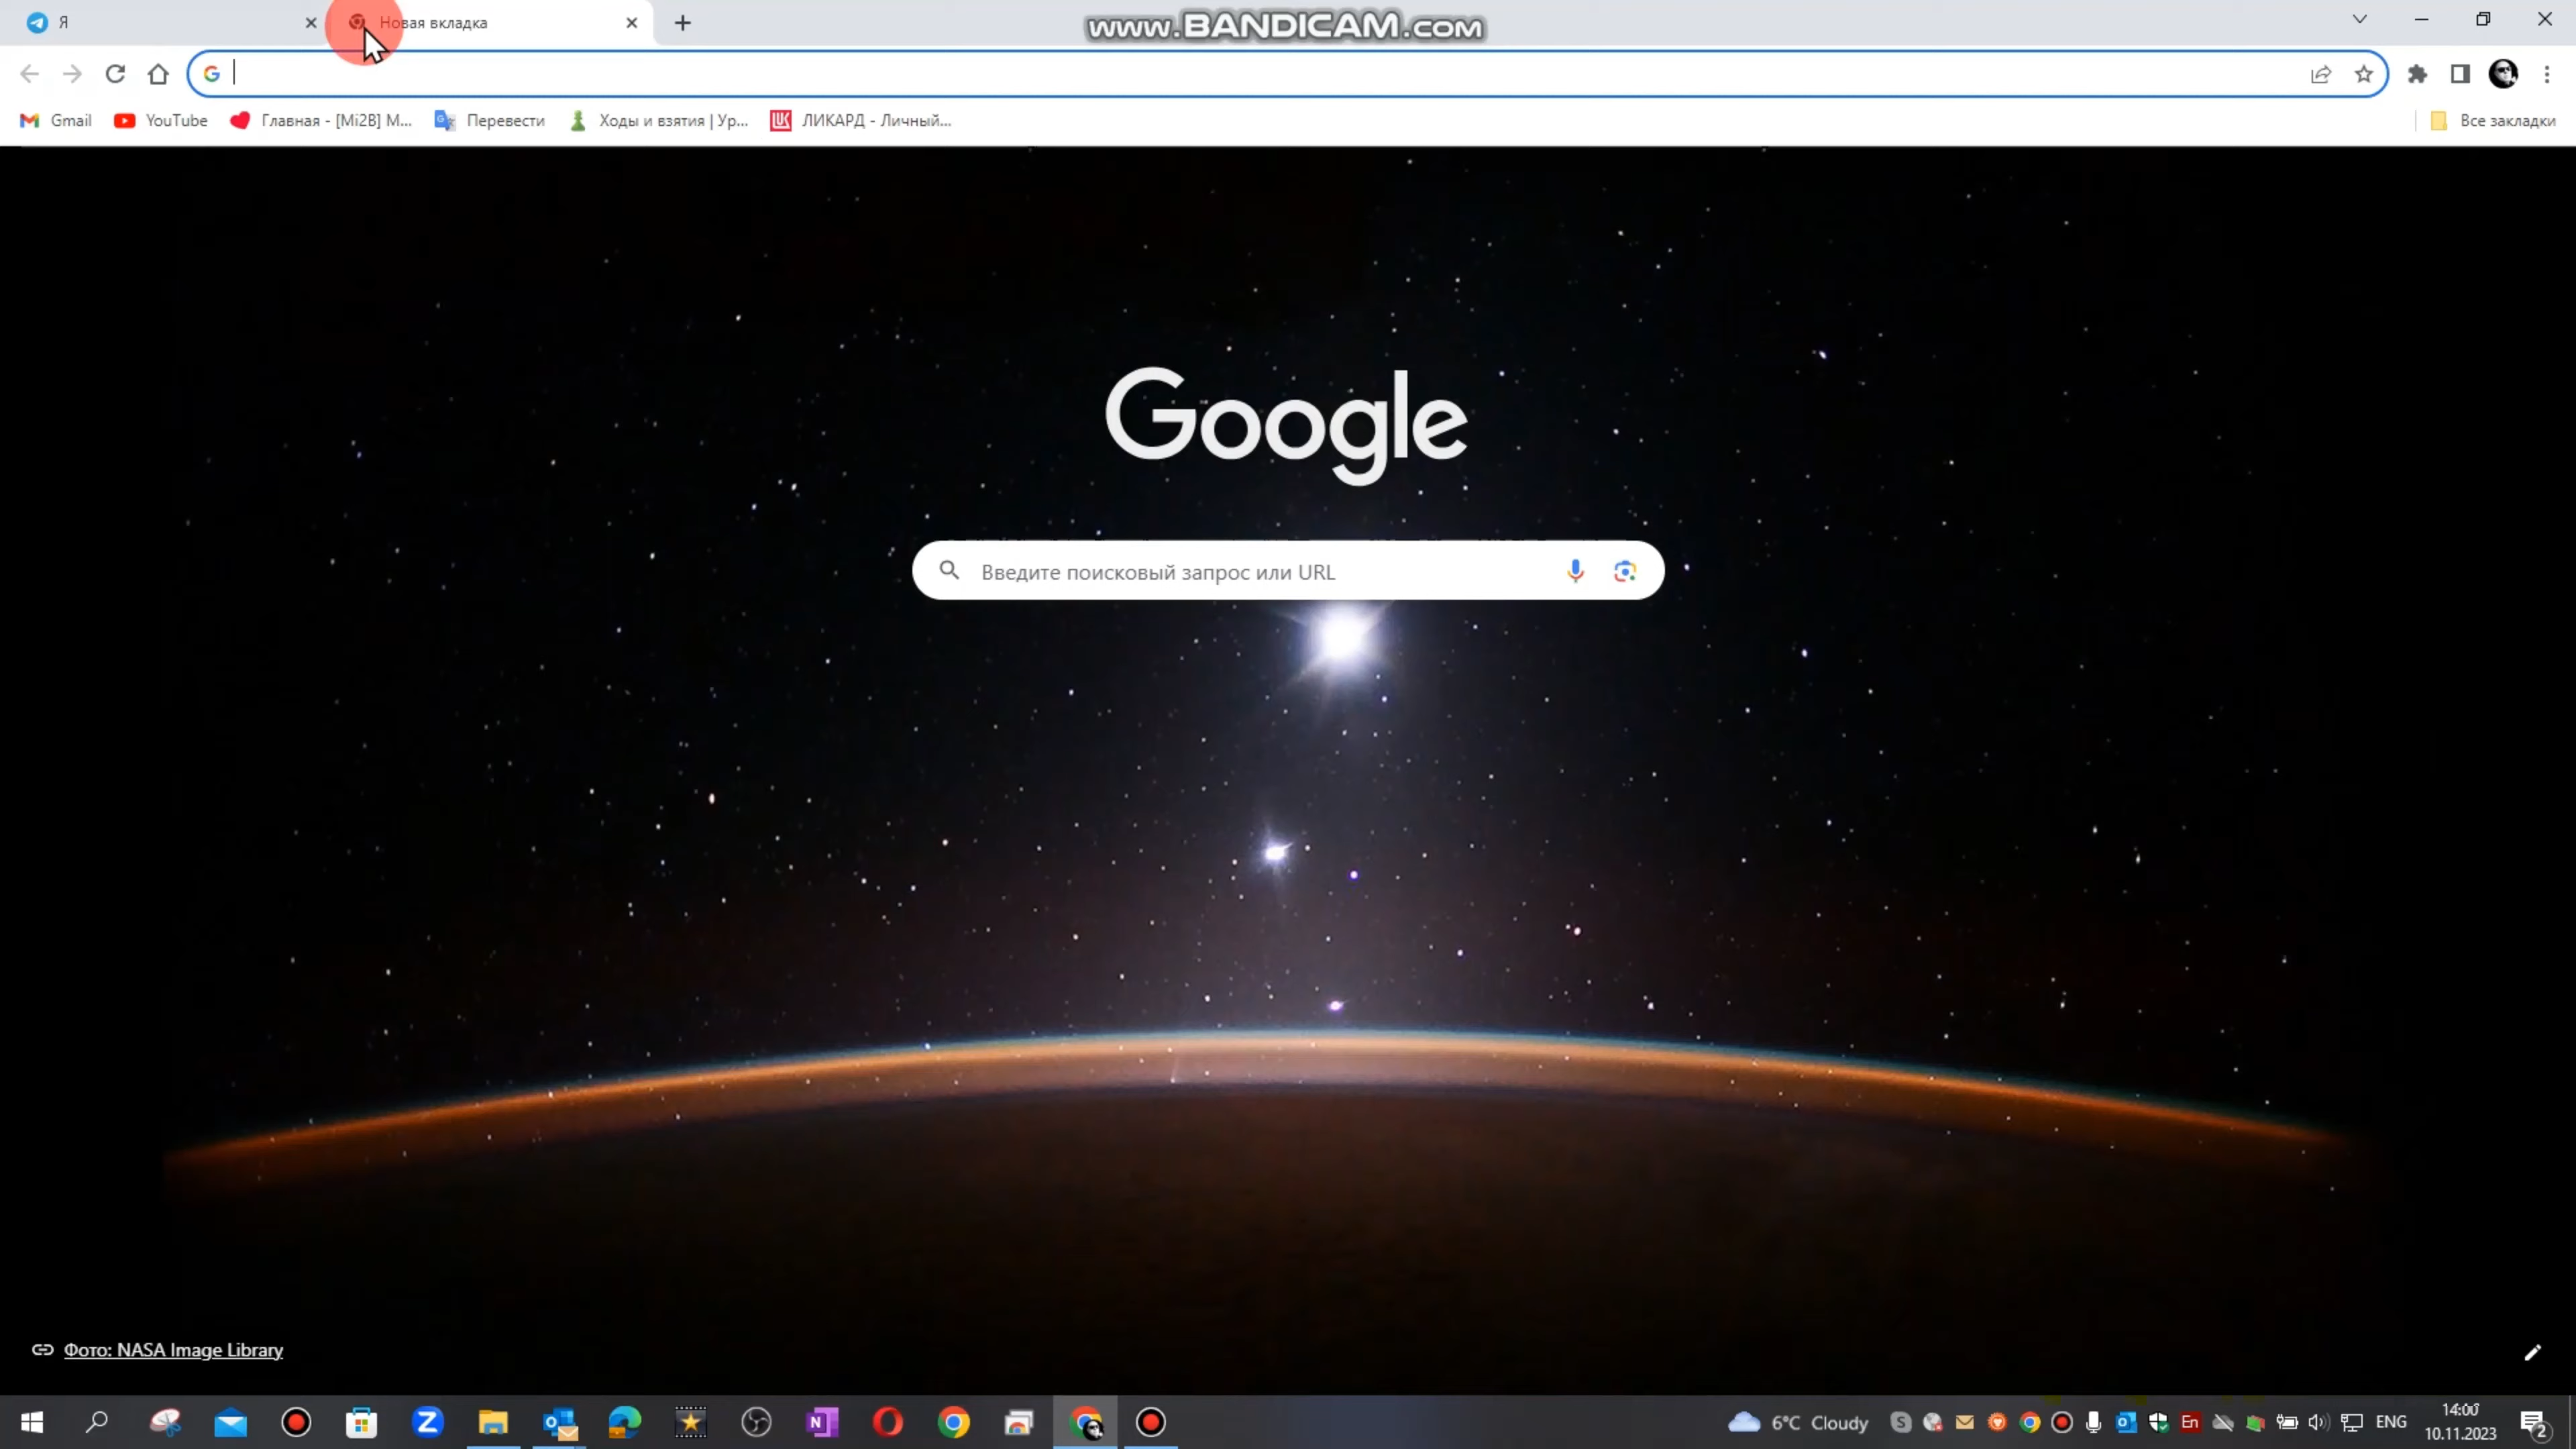 Я
Новая вкладка
www.BANDICAM.com
Gmail
YouTube
Главная - [Mi2B] M...
Перевести
Ходы и взятия | Ур...
ЛИКАРД - Личный...
Все закладки
Google
Введите поисковый запрос или URL
Фото: NASA Image Library
6°C Cloudy
En
ENG
14:00
10.11.2023
2